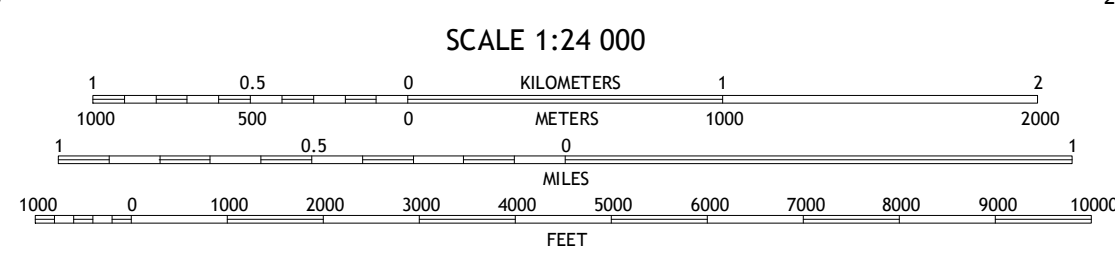 2
SCALE 1:24 000
1 0.5 0 KILOMETERS 1 2
1000 500 0 METERS 1000 2000
1 0.5 0 1
MILES
1000 0 1000 2000 3000 4000 5000 6000 7000 8000 9000 10000
FEET